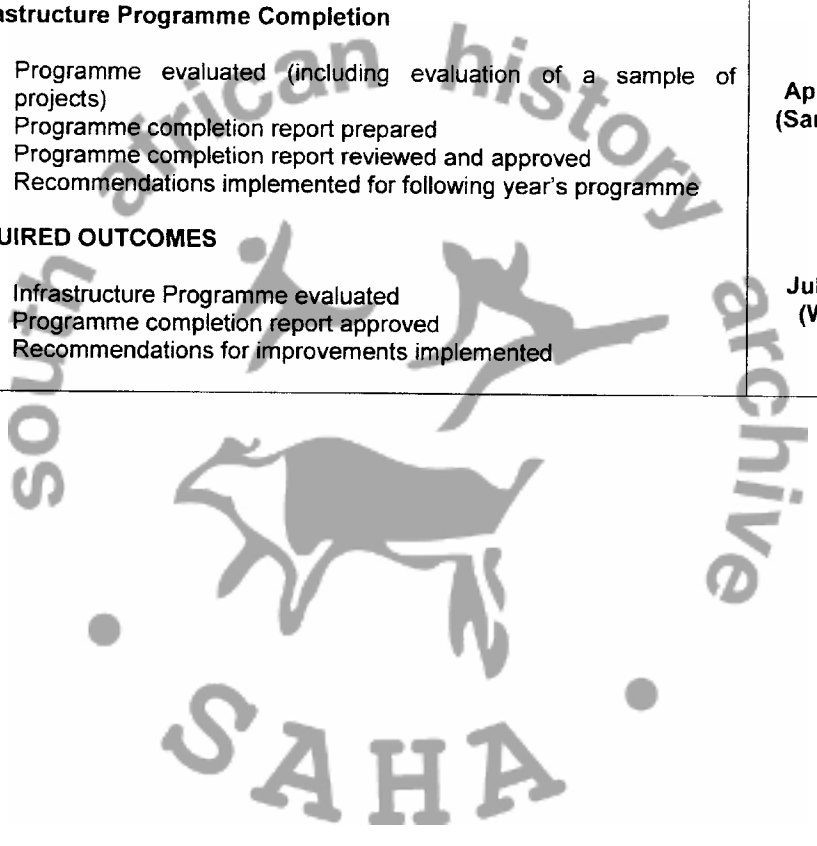 astructure Programme Completion
Programme evaluated (including evaluation of a sample of
projects)
Programme completion report prepared
Programme completion report reviewed and approved
Recommendations implemented for following year's programme
UIRED OUTCOMES
Infrastructure Programme evaluated
Programme completion report approved
Recommendations for improvements implemented
Ap
(Sar
Jul
(W
south african history archive
SAHA